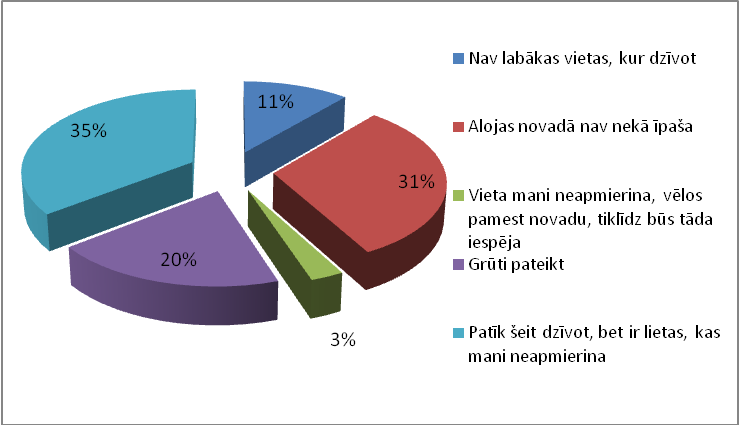 11%
31%
3%
20%
35%
Nav labākas vietas, kur dzīvot
Alojas novadā nav nekā īpaša
Vieta mani neapmierina, vēlos
pamest novadu, tiklīdz būs tāda
iespēja
Grūti pateikt
Patīk šeit dzīvot, bet ir lietas, kas
mani neapmierina